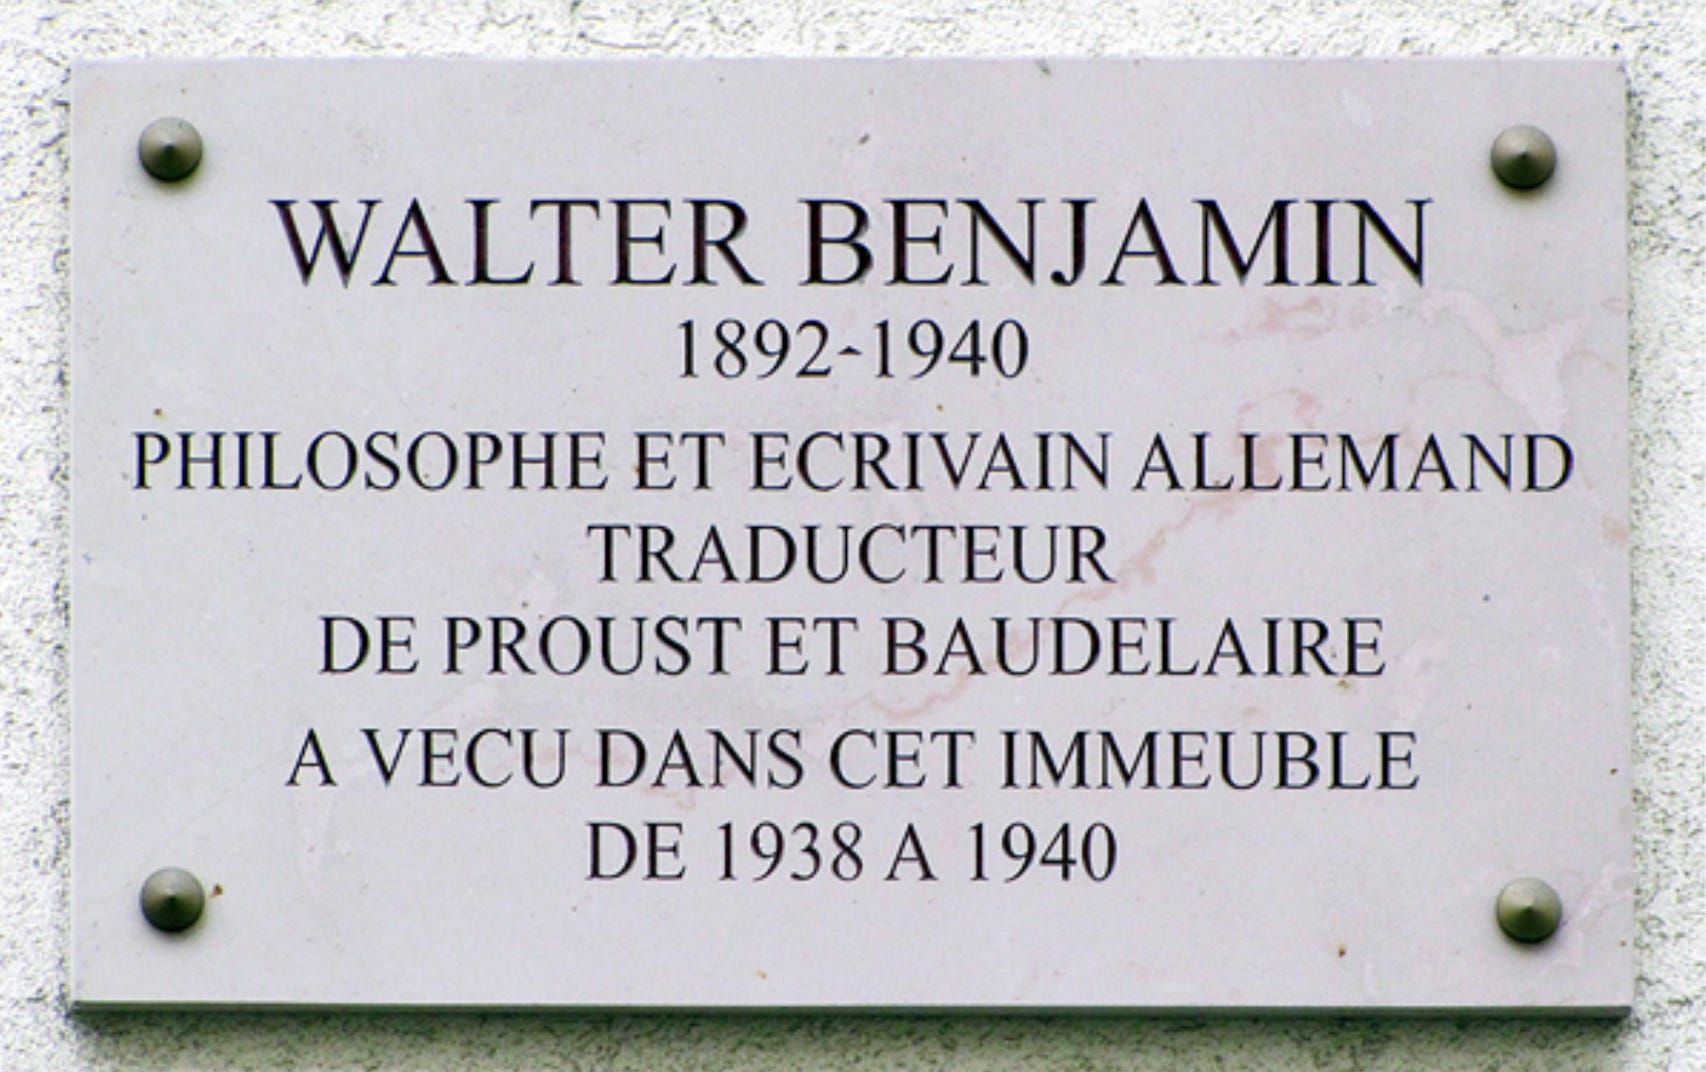 WALTER BENJAMIN
1892-1940
PHILOSOPHE ET ECRIVAIN ALLEMAND
TRADUCTEUR
DE PROUST ET BAUDELAIRE
A VECU DANS CET IMMEUBLE
DE 1938 A 1940